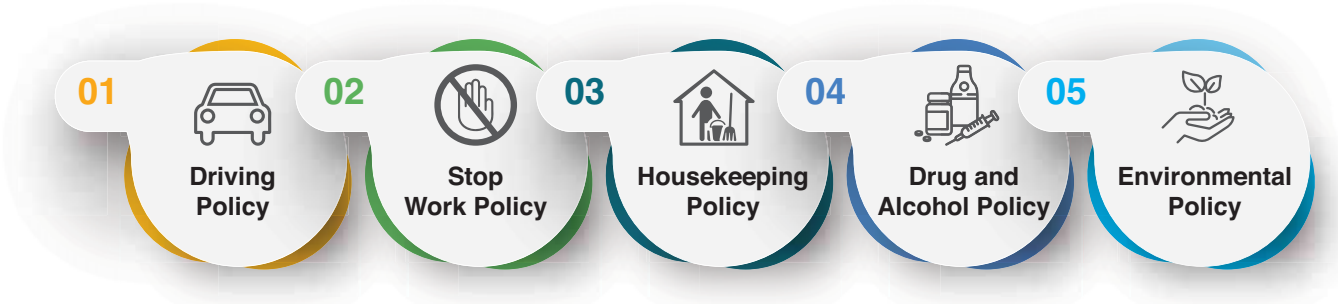 01
Driving
Policy
02
Stop
Work Policy
03
Housekeeping
Policy
04
Drug and
Alcohol Policy
05
Environmental
Policy